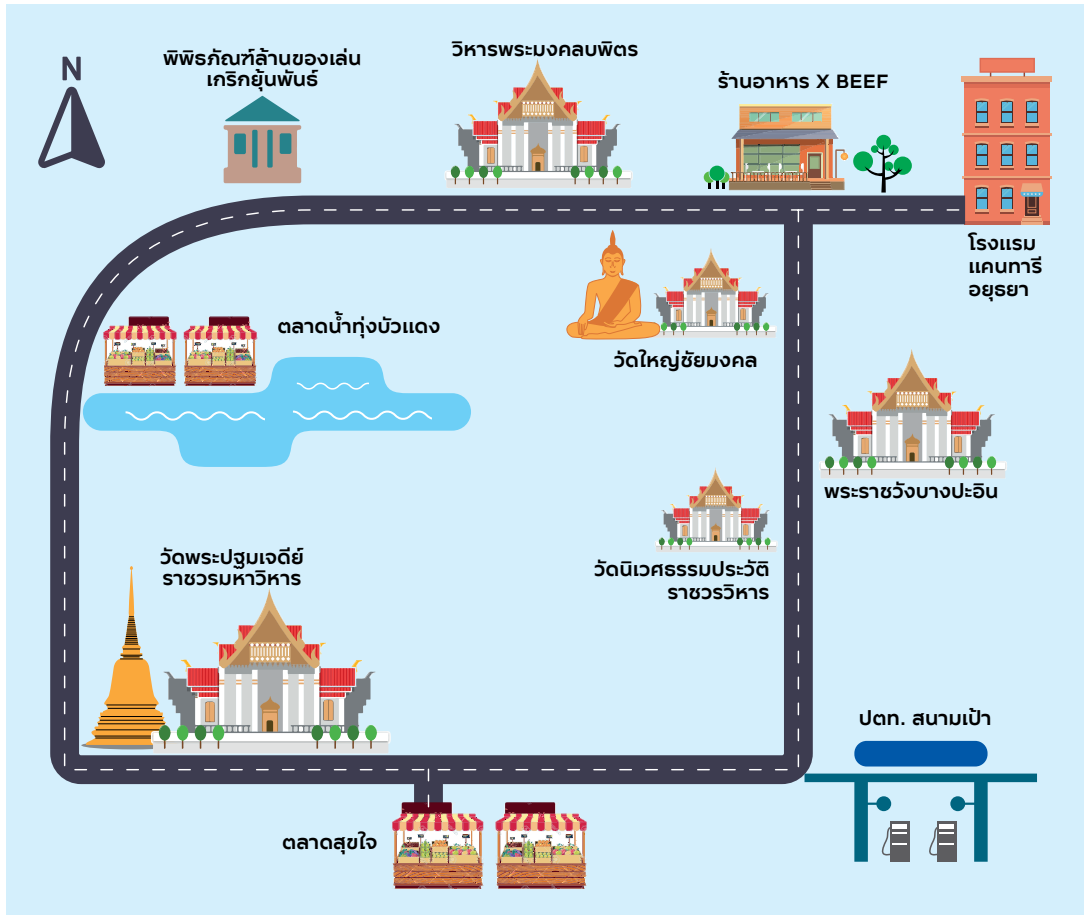 N
พิพิธภัณฑ์ล้านของเล่น
เกริกยุ้นพันธ์
วิหารพระมงคลบพิตร
ร้านอาหาร X BEEF
โรงแรม
แคนทารี
อยุธยา
ตลาดน้ำทุ่งบัวแดง
วัดใหญ่ชัยมงคล
พระราชวังบางปะอิน
วัดนิเวศธรรมประวัติ
ราชวรวิหาร
วัดพระปฐมเจดีย์
ราชวรมหาวิหาร
ปตท. สนามเป้า
ตลาดสุขใจ